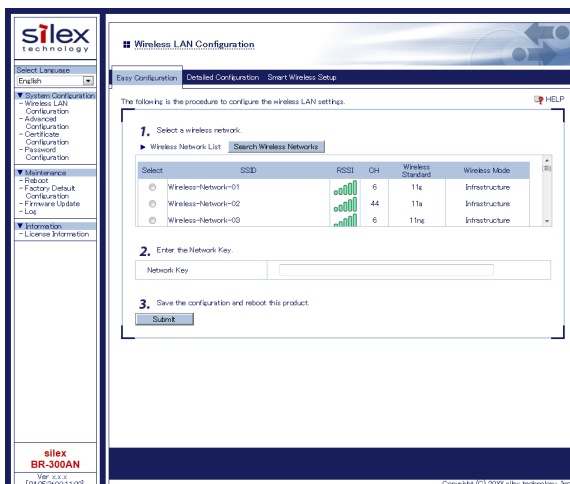 silex
technology
Select Language
English
▼ System Configuration
- Wireless LAN
Configuration
- Advanced
Configuration
- Certificate
Configuration
- Password
Configuration
▼ Maintenance
- Reboot
- Factory Default
Configuration
- Firmware Update
- Log
▼ Information
- License Information
silex
BR-300AN
Ver x.x.x
Wireless LAN Configuration
Easy Configuration Detailed Configuration Smart Wireless Setup
The following is the procedure to configure the wireless LAN settings.
HELP
1. Select a wireless network.
▶ Wireless Network List Search Wireless Networks
Select SSID RSSI CH Wireless Standard Wireless Mode
Wireless-Network-01 6 11g Infrastructure
Wireless-Network-02 44 11a Infrastructure
Wireless-Network-03 6 11ng Infrastructure
2. Enter the Network Key.
Network Key
3. Save the configuration and reboot this product.
Submit